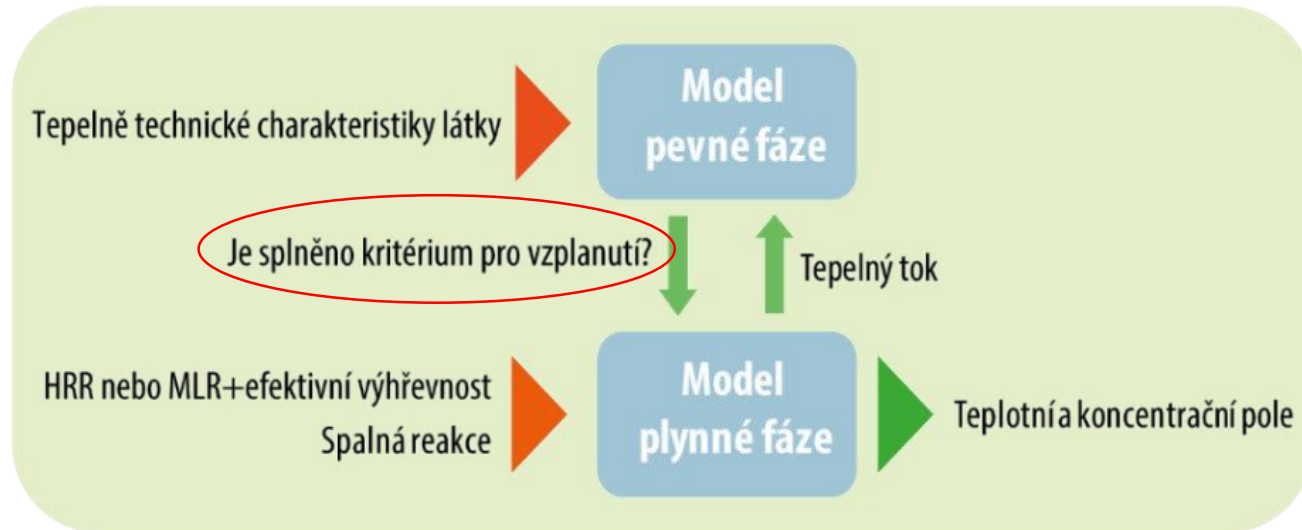 Model
pevné fáze
Tepelně technické charakteristiky látky
Je splněno kritérium pro vzplanutí?
Tepelný tok
HRR nebo MLR+efektivní výhřevnost
Spalná reakce
Model
plynné fáze
Teplotní a koncentrační pole